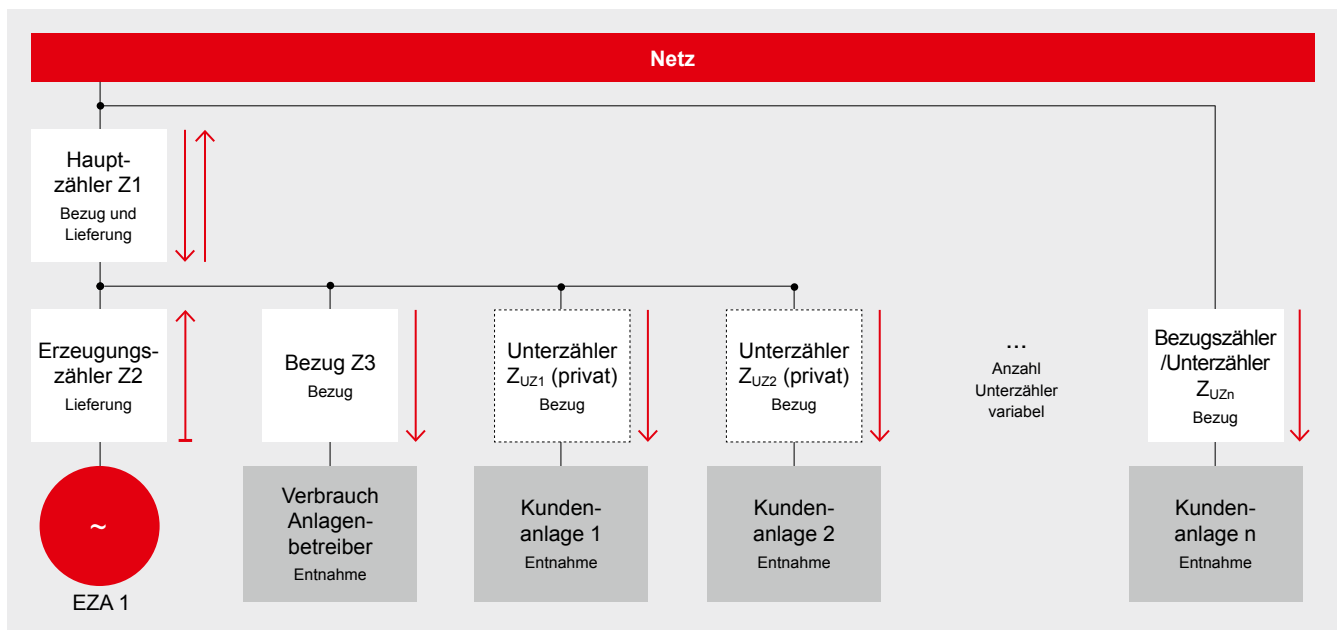 Netz
Haupt-
zähler Z1
Bezug und
Lieferung
Erzeugungs-
zähler Z2
Lieferung
Bezug Z3
Bezug
Unterzähler
ZUZ1 (privat)
Bezug
Unterzähler
ZUZ2 (privat)
Bezug
...
Anzahl
Unterzähler
variabel
Bezugszähler
/Unterzähler
ZUZn
Bezug
~
EZA 1
Verbrauch
Anlagen-
betreiber
Entnahme
Kunden-
anlage 1
Entnahme
Kunden-
anlage 2
Entnahme
Kunden-
anlage n
Entnahme